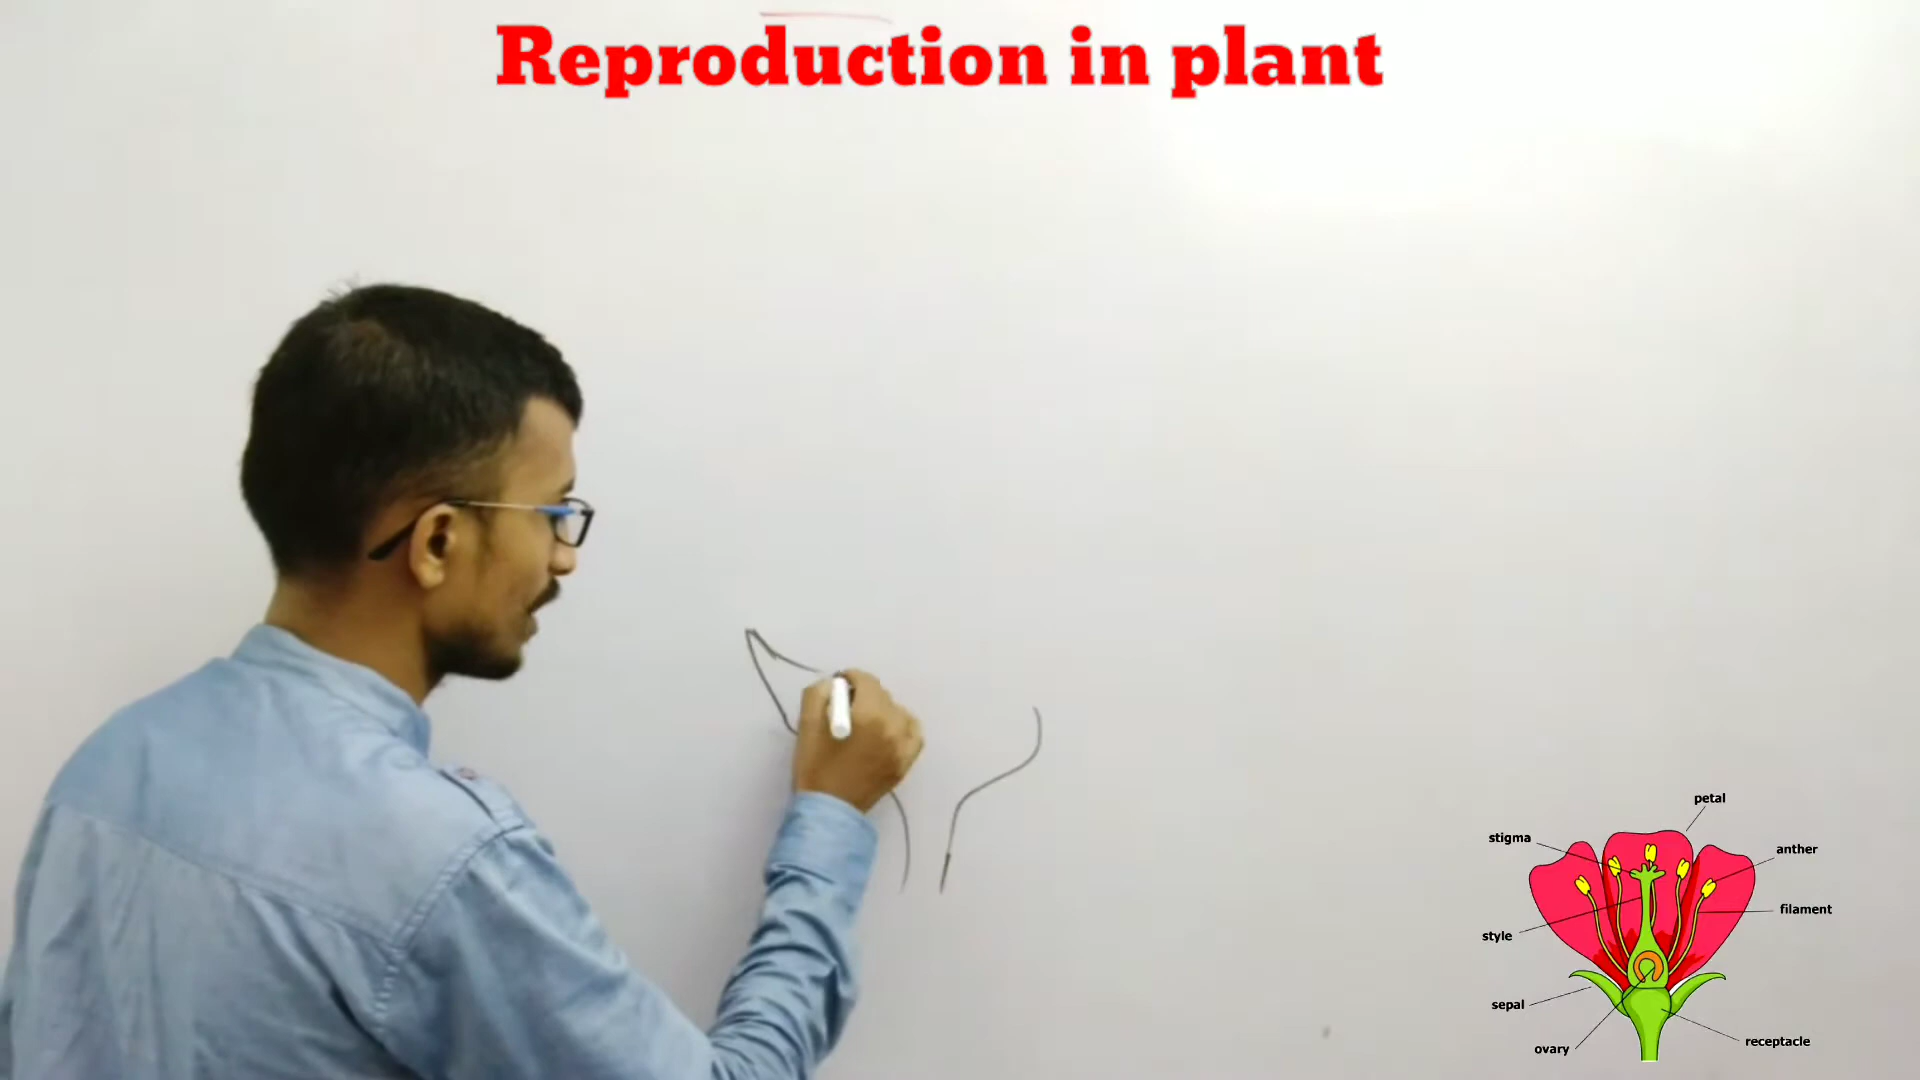 Reproduction in plant
petal
stigma
anther
filament
style
sepal
receptacle
ovary